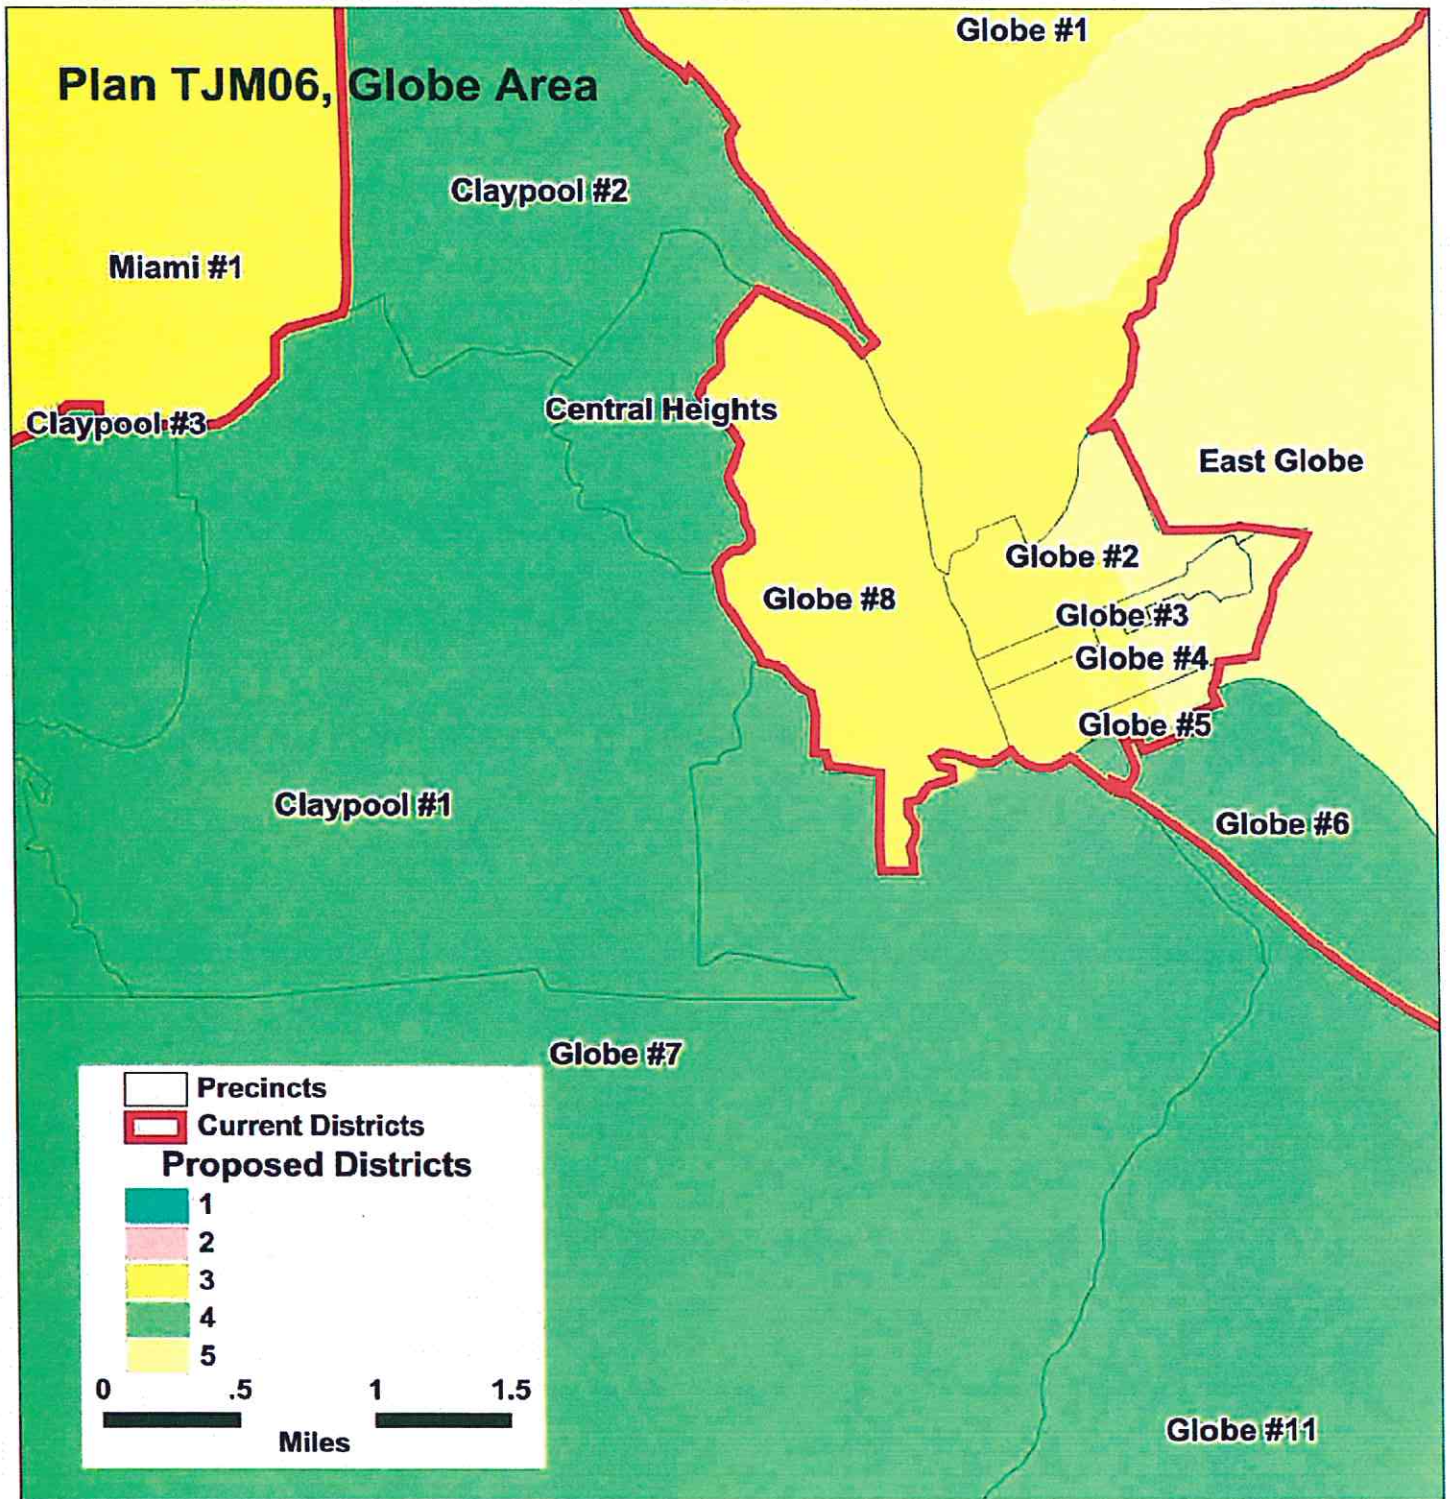 Globe #1
Plan TJM06, Globe Area
Claypool #2
Miami #1
Central Heights
Claypool #3
East Globe
Globe #2
Globe #8
Globe #3
Globe #4
Globe #5
Claypool #1
Globe #6
Globe #7
Precincts
Current Districts
Proposed Districts
1
2
3
4
5
0 .5 1 1.5
Miles
Globe #11